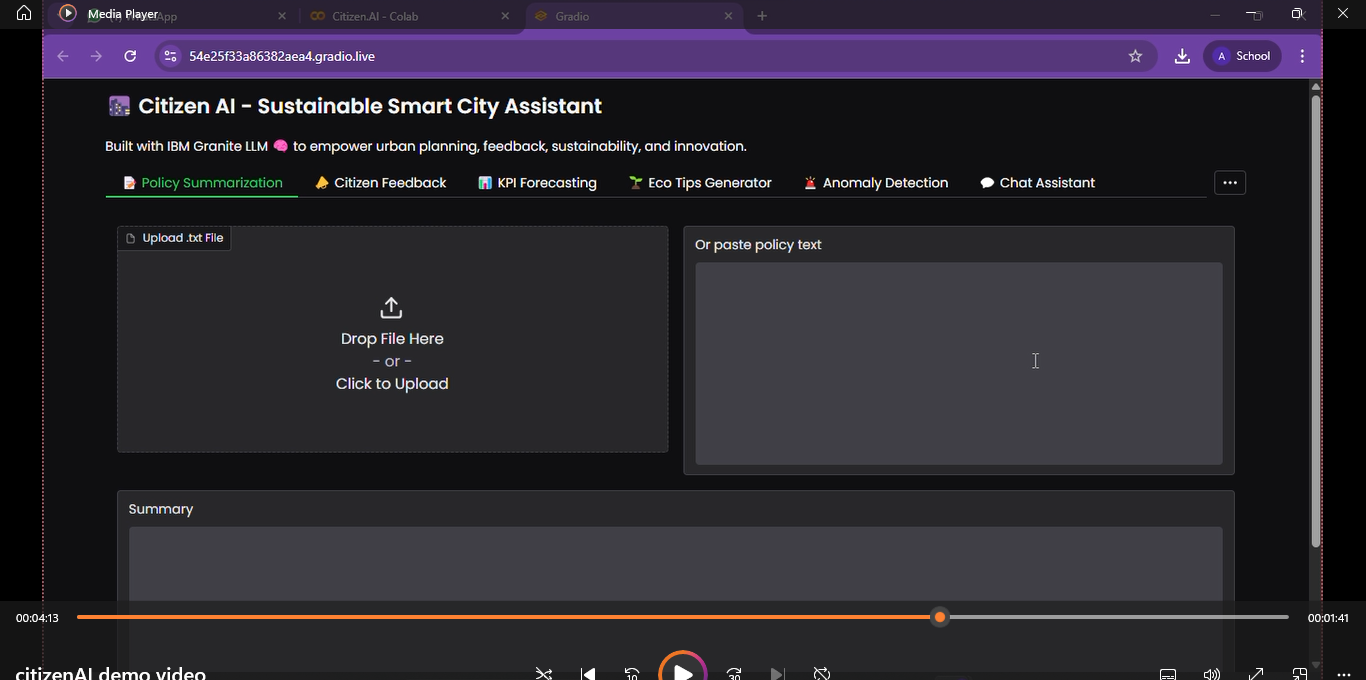 Media Player
Citizen.AI - Colab
Gradio
54e25f33a86382aea4.gradio.live
A School
Citizen AI - Sustainable Smart City Assistant
Built with IBM Granite LLM 🧠 to empower urban planning, feedback, sustainability, and innovation.
Policy Summarization Citizen Feedback KPI Forecasting Eco Tips Generator Anomaly Detection Chat Assistant
Upload .txt File
Or paste policy text
Drop File Here
- or -
Click to Upload
Summary
00:04:13
00:01:41
citizenAI demo video
10
30